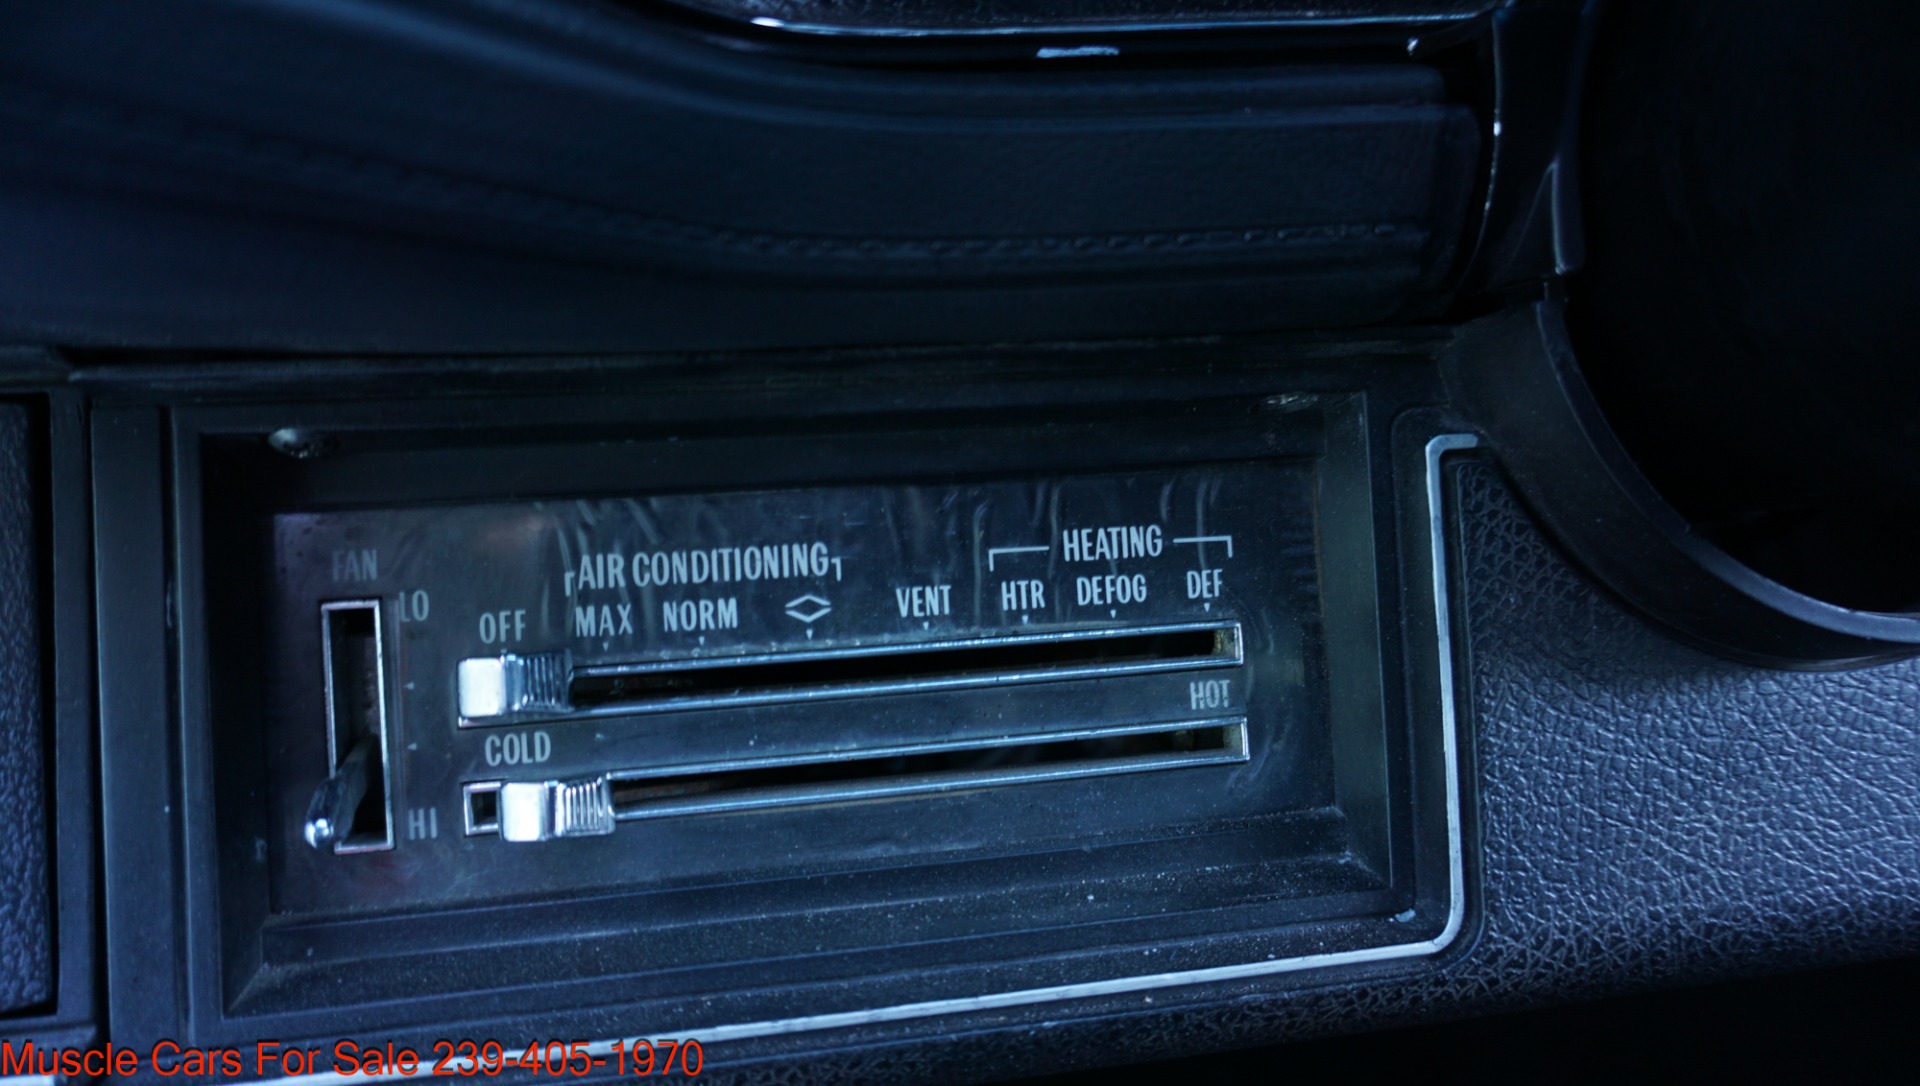 FAN
LO
HI
AIR CONDITIONING
HEATING
OFF MAX NORM VENT HTR DEFOG DEF
HOT
COLD
Muscle Cars For Sale 239-405-1970